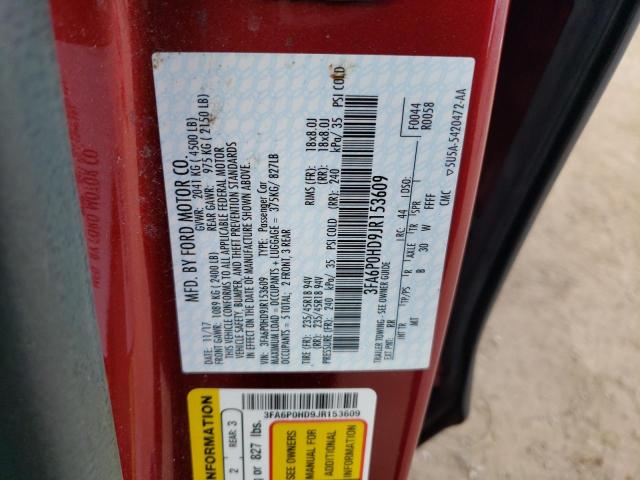 MFD. BY FORD MOTOR CO.
DATE: 11/17 GVWR: 2041 KG (4500 LB)
FRONT GAWR: 1089 KG (2400 LB) REAR GAWR: 975 KG (2150 LB)
THIS VEHICLE CONFORMS TO ALL APPLICABLE FEDERAL MOTOR
VEHICLE SAFETY, BUMPER, AND THEFT PREVENTION STANDARDS
IN EFFECT ON THE DATE OF MANUFACTURE SHOWN ABOVE.
VIN: 3FA6P0HD9JR153609 TYPE: Passenger Car
MAXIMUM LOAD = OCCUPANTS + LUGGAGE = 375KG/ 827LB
OCCUPANTS = 5 TOTAL; 2 FRONT, 3 REAR
TIRE (FR): 235/45R18 94V RIMS (FR): 18x8.0J
(RR): 235/45R18 94V (RR): 18x8.0J
PRESSURE (FR): 240 kPa/ 35 PSI COLD (RR): 240 kPa/ 35 PSI COLD
3FA6P0HD9JR153609
TRAILER TOWING - SEE OWNER GUIDE
F0044
EXT PNT: RR RC: 44 DSO: R0058
INT TR TP/PS R AXLE TR SPR
MT B 30 W FFFF
CMC ▽5U5A-5420472-AA
3FA6P0HD9JR153609
INFORMATION
2 REAR: 3
or 827 lbs.
SEE OWNERS
MANUAL FOR
ADDITIONAL
INFORMATION